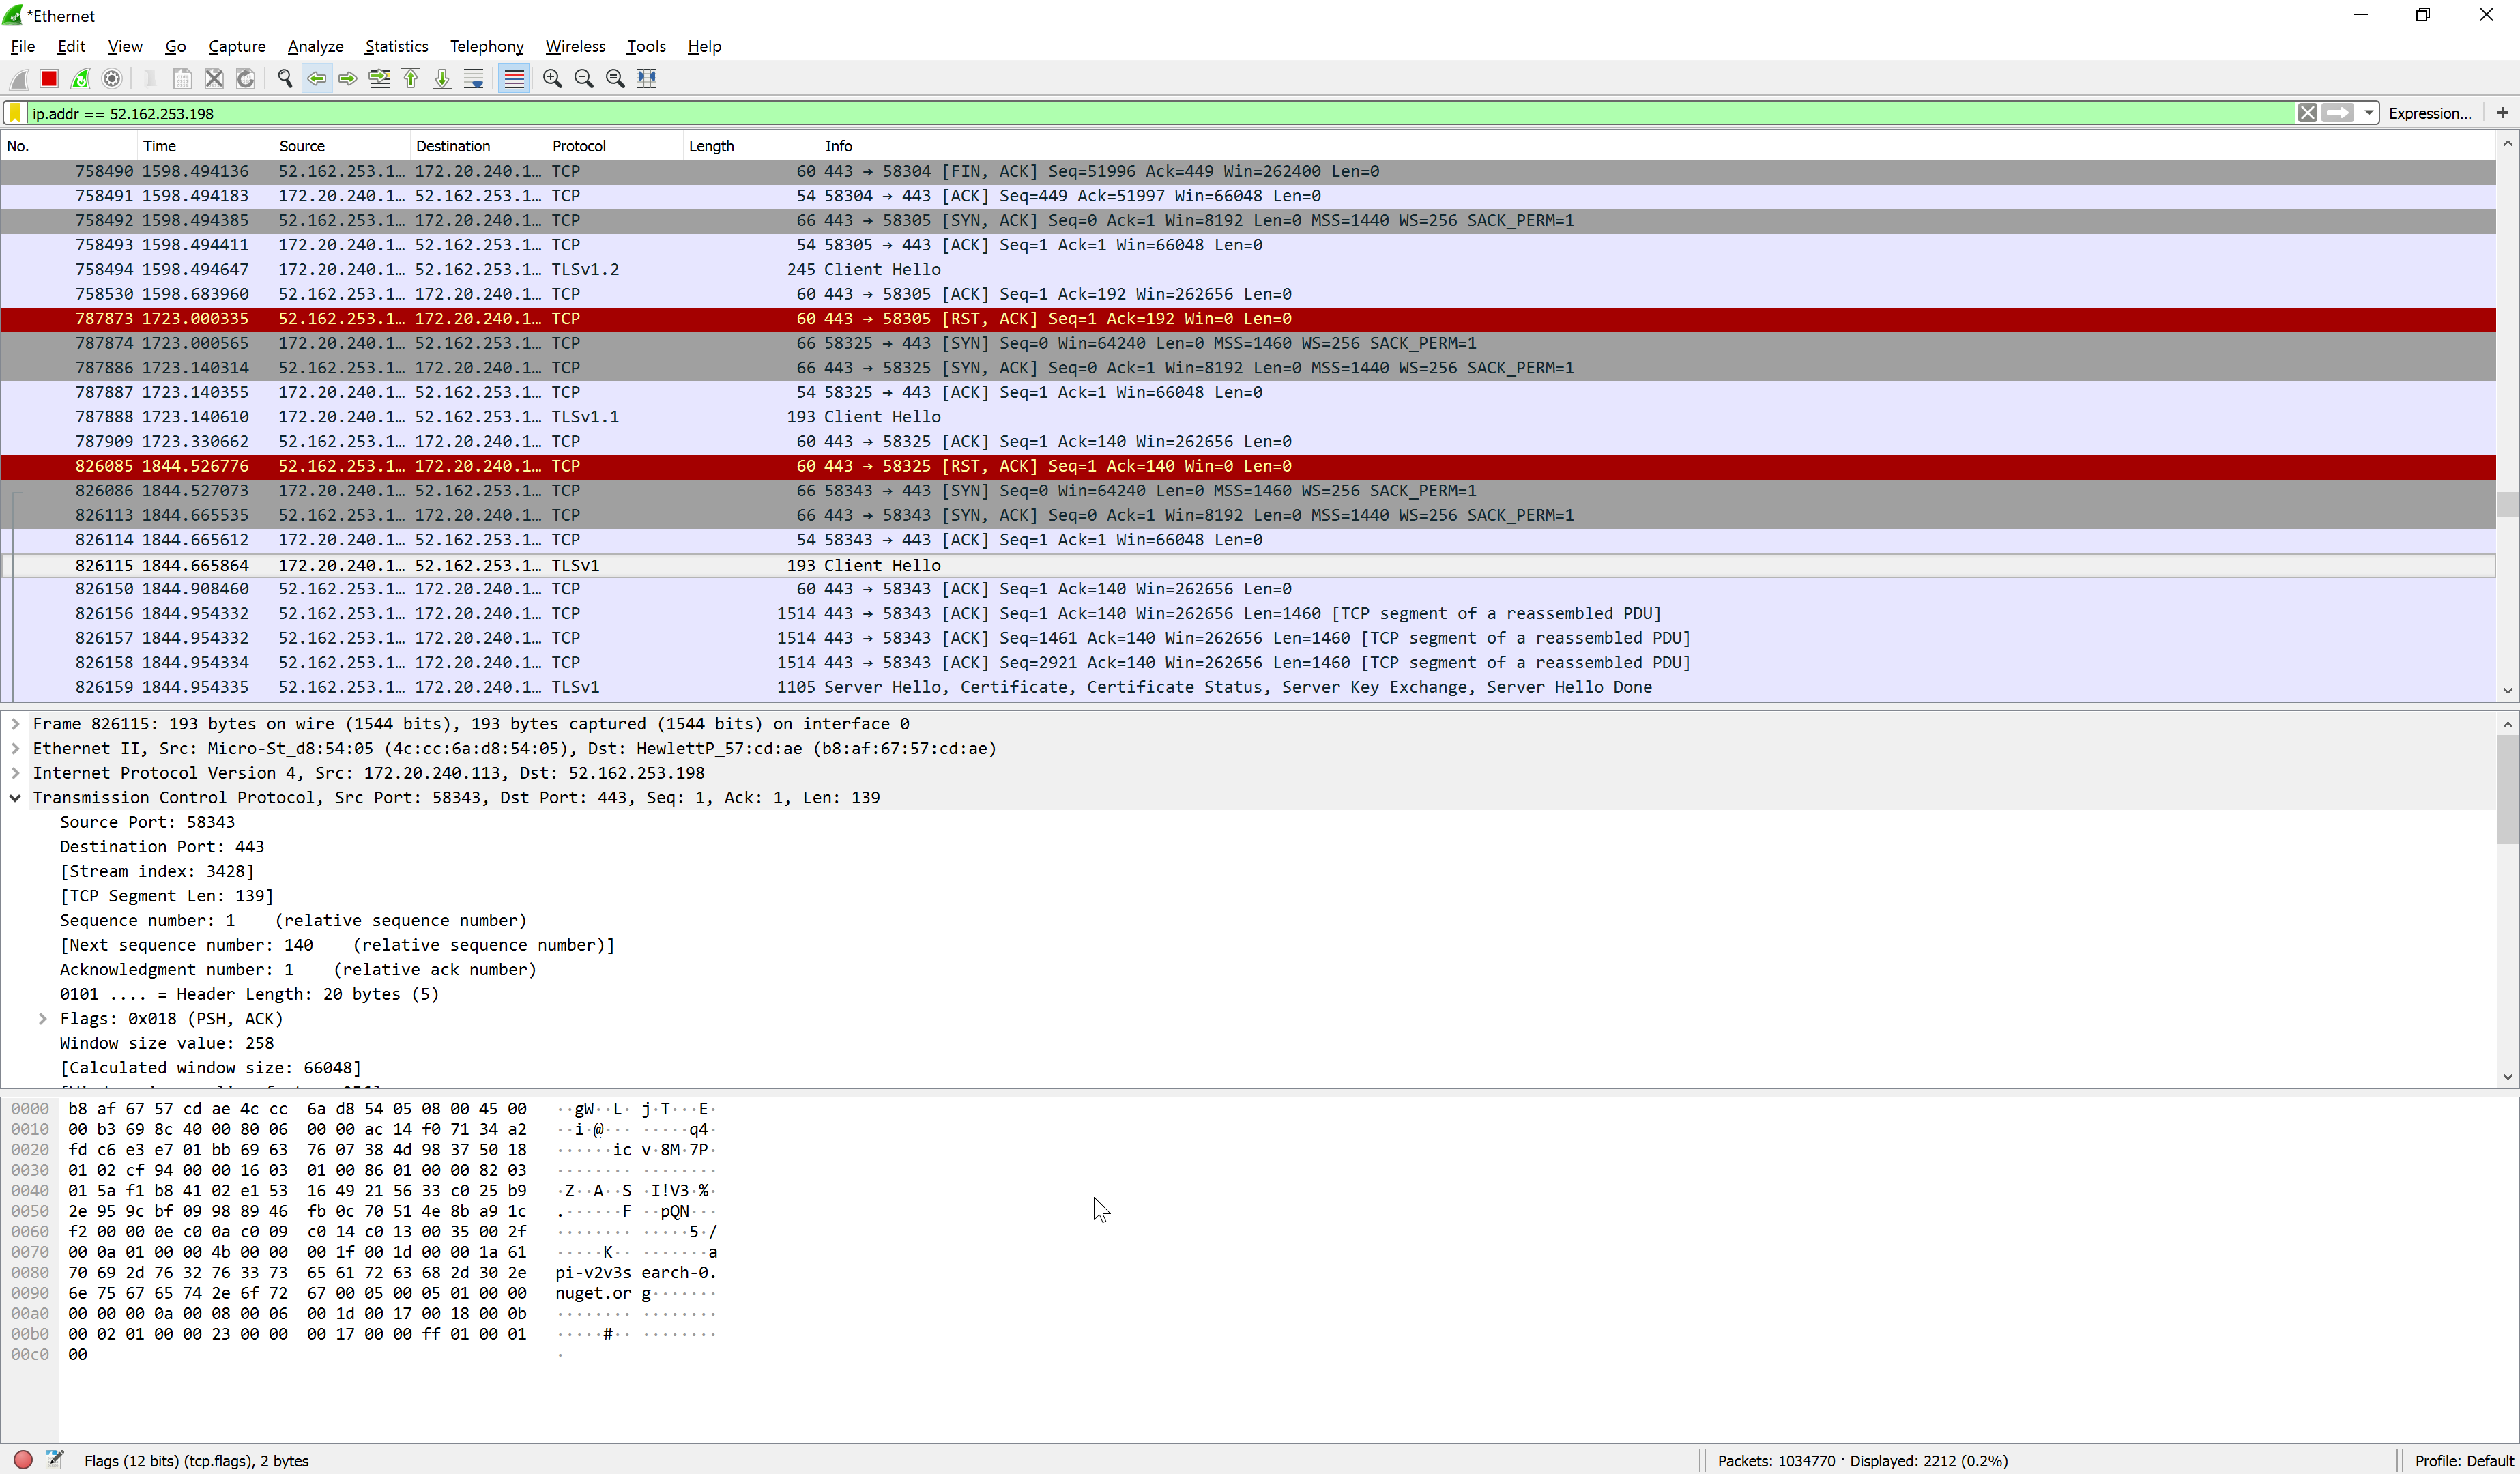 *Ethernet
File Edit View Go Capture Analyze Statistics Telephony Wireless Tools Help
ip.addr == 52.162.253.198 Expression... +
No. Time Source Destination Protocol Length Info
758490 1598.494136 52.162.253.1… 172.20.240.1… TCP 60 443 → 58304 [FIN, ACK] Seq=51996 Ack=449 Win=262400 Len=0
758491 1598.494183 172.20.240.1… 52.162.253.1… TCP 54 58304 → 443 [ACK] Seq=449 Ack=51997 Win=66048 Len=0
758492 1598.494385 52.162.253.1… 172.20.240.1… TCP 66 443 → 58305 [SYN, ACK] Seq=0 Ack=1 Win=8192 Len=0 MSS=1440 WS=256 SACK_PERM=1
758493 1598.494411 172.20.240.1… 52.162.253.1… TCP 54 58305 → 443 [ACK] Seq=1 Ack=1 Win=66048 Len=0
758494 1598.494647 172.20.240.1… 52.162.253.1… TLSv1.2 245 Client Hello
758530 1598.683960 52.162.253.1… 172.20.240.1… TCP 60 443 → 58305 [ACK] Seq=1 Ack=192 Win=262656 Len=0
787873 1723.000335 52.162.253.1… 172.20.240.1… TCP 60 443 → 58305 [RST, ACK] Seq=1 Ack=192 Win=0 Len=0
787874 1723.000565 172.20.240.1… 52.162.253.1… TCP 66 58325 → 443 [SYN] Seq=0 Win=64240 Len=0 MSS=1460 WS=256 SACK_PERM=1
787886 1723.140314 52.162.253.1… 172.20.240.1… TCP 66 443 → 58325 [SYN, ACK] Seq=0 Ack=1 Win=8192 Len=0 MSS=1440 WS=256 SACK_PERM=1
787887 1723.140355 172.20.240.1… 52.162.253.1… TCP 54 58325 → 443 [ACK] Seq=1 Ack=1 Win=66048 Len=0
787888 1723.140610 172.20.240.1… 52.162.253.1… TLSv1.1 193 Client Hello
787909 1723.330662 52.162.253.1… 172.20.240.1… TCP 60 443 → 58325 [ACK] Seq=1 Ack=140 Win=262656 Len=0
826085 1844.526776 52.162.253.1… 172.20.240.1… TCP 60 443 → 58325 [RST, ACK] Seq=1 Ack=140 Win=0 Len=0
826086 1844.527073 172.20.240.1… 52.162.253.1… TCP 66 58343 → 443 [SYN] Seq=0 Win=64240 Len=0 MSS=1460 WS=256 SACK_PERM=1
826113 1844.665535 52.162.253.1… 172.20.240.1… TCP 66 443 → 58343 [SYN, ACK] Seq=0 Ack=1 Win=8192 Len=0 MSS=1440 WS=256 SACK_PERM=1
826114 1844.665612 172.20.240.1… 52.162.253.1… TCP 54 58343 → 443 [ACK] Seq=1 Ack=1 Win=66048 Len=0
826115 1844.665864 172.20.240.1… 52.162.253.1… TLSv1 193 Client Hello
826150 1844.908460 52.162.253.1… 172.20.240.1… TCP 60 443 → 58343 [ACK] Seq=1 Ack=140 Win=262656 Len=0
826156 1844.954332 52.162.253.1… 172.20.240.1… TCP 1514 443 → 58343 [ACK] Seq=1 Ack=140 Win=262656 Len=1460 [TCP segment of a reassembled PDU]
826157 1844.954332 52.162.253.1… 172.20.240.1… TCP 1514 443 → 58343 [ACK] Seq=1461 Ack=140 Win=262656 Len=1460 [TCP segment of a reassembled PDU]
826158 1844.954334 52.162.253.1… 172.20.240.1… TCP 1514 443 → 58343 [ACK] Seq=2921 Ack=140 Win=262656 Len=1460 [TCP segment of a reassembled PDU]
826159 1844.954335 52.162.253.1… 172.20.240.1… TLSv1 1105 Server Hello, Certificate, Certificate Status, Server Key Exchange, Server Hello Done
Frame 826115: 193 bytes on wire (1544 bits), 193 bytes captured (1544 bits) on interface 0
Ethernet II, Src: Micro-St_d8:54:05 (4c:cc:6a:d8:54:05), Dst: HewlettP_57:cd:ae (b8:af:67:57:cd:ae)
Internet Protocol Version 4, Src: 172.20.240.113, Dst: 52.162.253.198
Transmission Control Protocol, Src Port: 58343, Dst Port: 443, Seq: 1, Ack: 1, Len: 139
Source Port: 58343
Destination Port: 443
[Stream index: 3428]
[TCP Segment Len: 139]
Sequence number: 1 (relative sequence number)
[Next sequence number: 140 (relative sequence number)]
Acknowledgment number: 1 (relative ack number)
0101 .... = Header Length: 20 bytes (5)
Flags: 0x018 (PSH, ACK)
Window size value: 258
[Calculated window size: 66048]
0000 b8 af 67 57 cd ae 4c cc 6a d8 54 05 08 00 45 00 ··gW··L· j·T···E·
0010 00 b3 69 8c 40 00 80 06 00 00 ac 14 f0 71 34 a2 ··i·@··· ·····q4·
0020 fd c6 e3 e7 01 bb 69 63 76 07 38 4d 98 37 50 18 ······ic v·8M·7P·
0030 01 02 cf 94 00 00 16 03 01 00 86 01 00 00 82 03 ········ ········
0040 01 5a f1 b8 41 02 e1 53 16 49 21 56 33 c0 25 b9 ·Z··A··S ·I!V3·%·
0050 2e 95 9c bf 09 98 89 46 fb 0c 70 51 4e 8b a9 1c .······F ··pQN···
0060 f2 00 00 0e c0 0a c0 09 c0 14 c0 13 00 35 00 2f ········ ·····5·/
0070 00 0a 01 00 00 4b 00 00 00 1f 00 1d 00 00 1a 61 ·····K·· ·······a
0080 70 69 2d 76 32 76 33 73 65 61 72 63 68 2d 30 2e pi-v2v3s earch-0.
0090 6e 75 67 65 74 2e 6f 72 67 00 05 00 05 01 00 00 nuget.or g·······
00a0 00 00 00 0a 00 08 00 06 00 1d 00 17 00 18 00 0b ········ ········
00b0 00 02 01 00 00 23 00 00 00 17 00 00 ff 01 00 01 ·····#·· ········
00c0 00 ·
Flags (12 bits) (tcp.flags), 2 bytes Packets: 1034770 · Displayed: 2212 (0.2%) Profile: Default